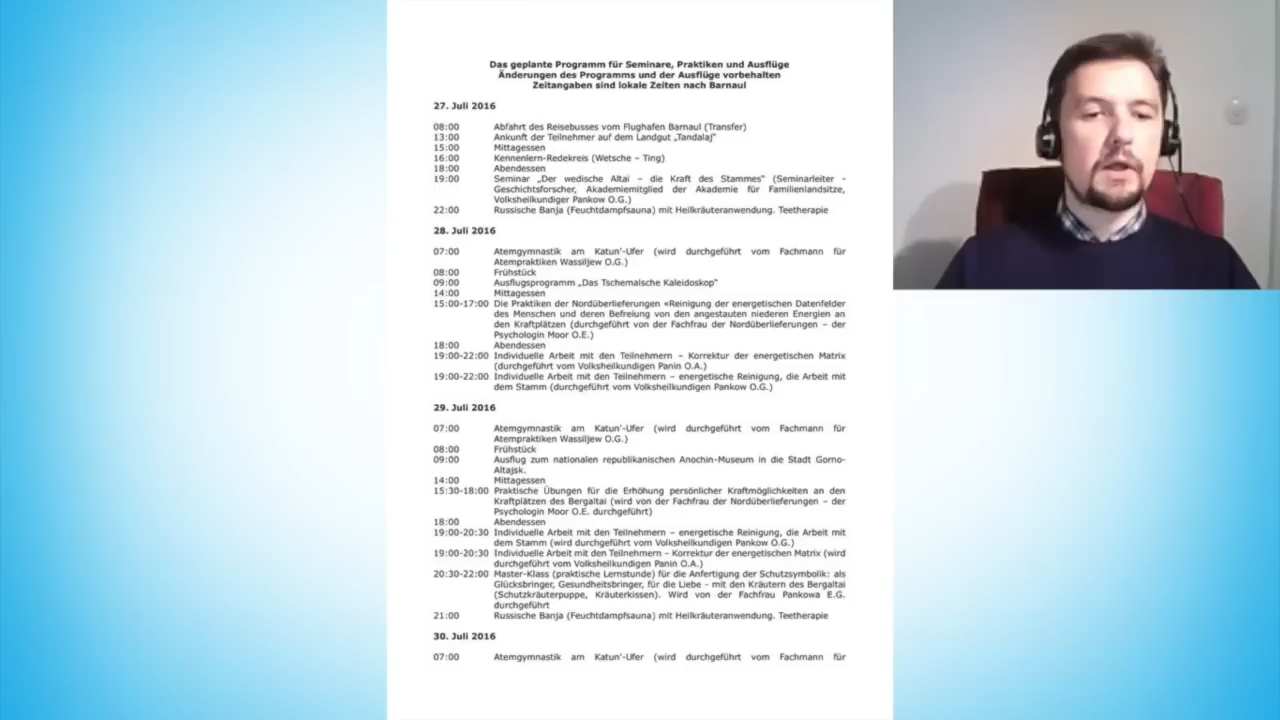 Das geplante Programm für Seminare, Praktiken und Ausflüge
Änderungen des Programms und der Ausflüge vorbehalten
Zeitangaben sind lokale Zeiten nach Barnaul
27. Juli 2016
08:00 Abfahrt des Reisebusses vom Flughafen Barnaul (Transfer)
13:00 Ankunft der Teilnehmer auf dem Landgut „Tandalaj“
15:00 Mittagessen
16:00 Kennenlern-Redekreis (Wetsche – Ting)
18:00 Abendessen
19:00 Seminar „Der wedische Altai – die Kraft des Stammes“ (Seminarleiter -
Geschichtsforscher, Akademiemitglied der Akademie für Familienlandsitze,
Volksheilkundiger Pankow O.G.)
22:00 Russische Banja (Feuchtdampfsauna) mit Heilkräuteranwendung. Teetherapie
28. Juli 2016
07:00 Atemgymnastik am Katun’-Ufer (wird durchgeführt vom Fachmann für
Atempraktiken Wassiljew O.G.)
08:00 Frühstück
09:00 Ausflugsprogramm „Das Tschemalsche Kaleidoskop“
14:00 Mittagessen
15:00-17:00 Die Praktiken der Nordüberlieferungen «Reinigung der energetischen Datenfelder
des Menschen und deren Befreiung von den angestauten niederen Energien an
den Kraftplätzen (durchgeführt von der Fachfrau der Nordüberlieferungen – der
Psychologin Moor O.E.)
18:00 Abendessen
19:00-22:00 Individuelle Arbeit mit den Teilnehmern – Korrektur der energetischen Matrix
(durchgeführt vom Volksheilkundigen Panin O.A.)
19:00-22:00 Individuelle Arbeit mit den Teilnehmern – energetische Reinigung, die Arbeit mit
dem Stamm (durchgeführt vom Volksheilkundigen Pankow O.G.)
29. Juli 2016
07:00 Atemgymnastik am Katun’-Ufer (wird durchgeführt vom Fachmann für
Atempraktiken Wassiljew O.G.)
08:00 Frühstück
09:00 Ausflug zum nationalen republikanischen Anochin-Museum in die Stadt Gorno-
Altajsk.
14:00 Mittagessen
15:30-18:00 Praktische Übungen für die Erhöhung persönlicher Kraftmöglichkeiten an den
Kraftplätzen des Bergaltai (wird von der Fachfrau der Nordüberlieferungen – der
Psychologin Moor O.E. durchgeführt)
18:00 Abendessen
19:00-20:30 Individuelle Arbeit mit den Teilnehmern – energetische Reinigung, die Arbeit mit
dem Stamm (wird durchgeführt vom Volksheilkundigen Pankow O.G.)
19:00-20:30 Individuelle Arbeit mit den Teilnehmern – Korrektur der energetischen Matrix (wird
durchgeführt vom Volksheilkundigen Panin O.A.)
20:30-22:00 Master-Klass (praktische Lernstunde) für die Anfertigung der Schutzsymbolik: als
Glücksbringer, Gesundheitsbringer, für die Liebe - mit den Kräutern des Bergaltai
(Schutzkräuterpuppe, Kräuterkissen). Wird von der Fachfrau Pankowa E.G.
durchgeführt
21:00 Russische Banja (Feuchtdampfsauna) mit Heilkräuteranwendung. Teetherapie
30. Juli 2016
07:00 Atemgymnastik am Katun’-Ufer (wird durchgeführt vom Fachmann für